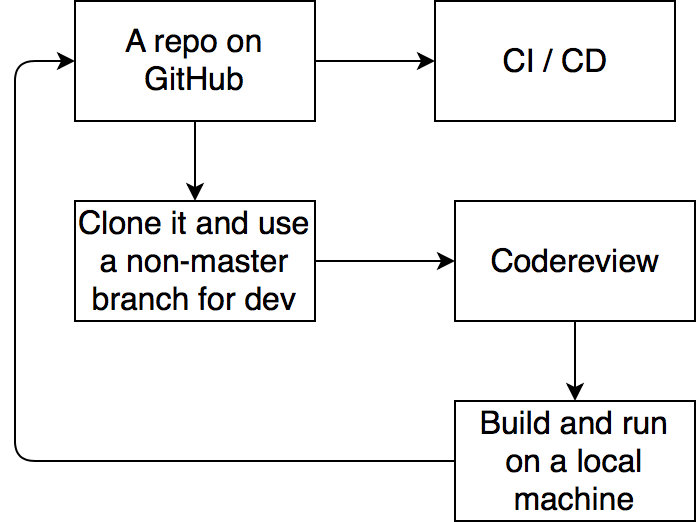 A repo on
GitHub
CI / CD
Clone it and use
a non-master
branch for dev
Codereview
Build and run
on a local
machine